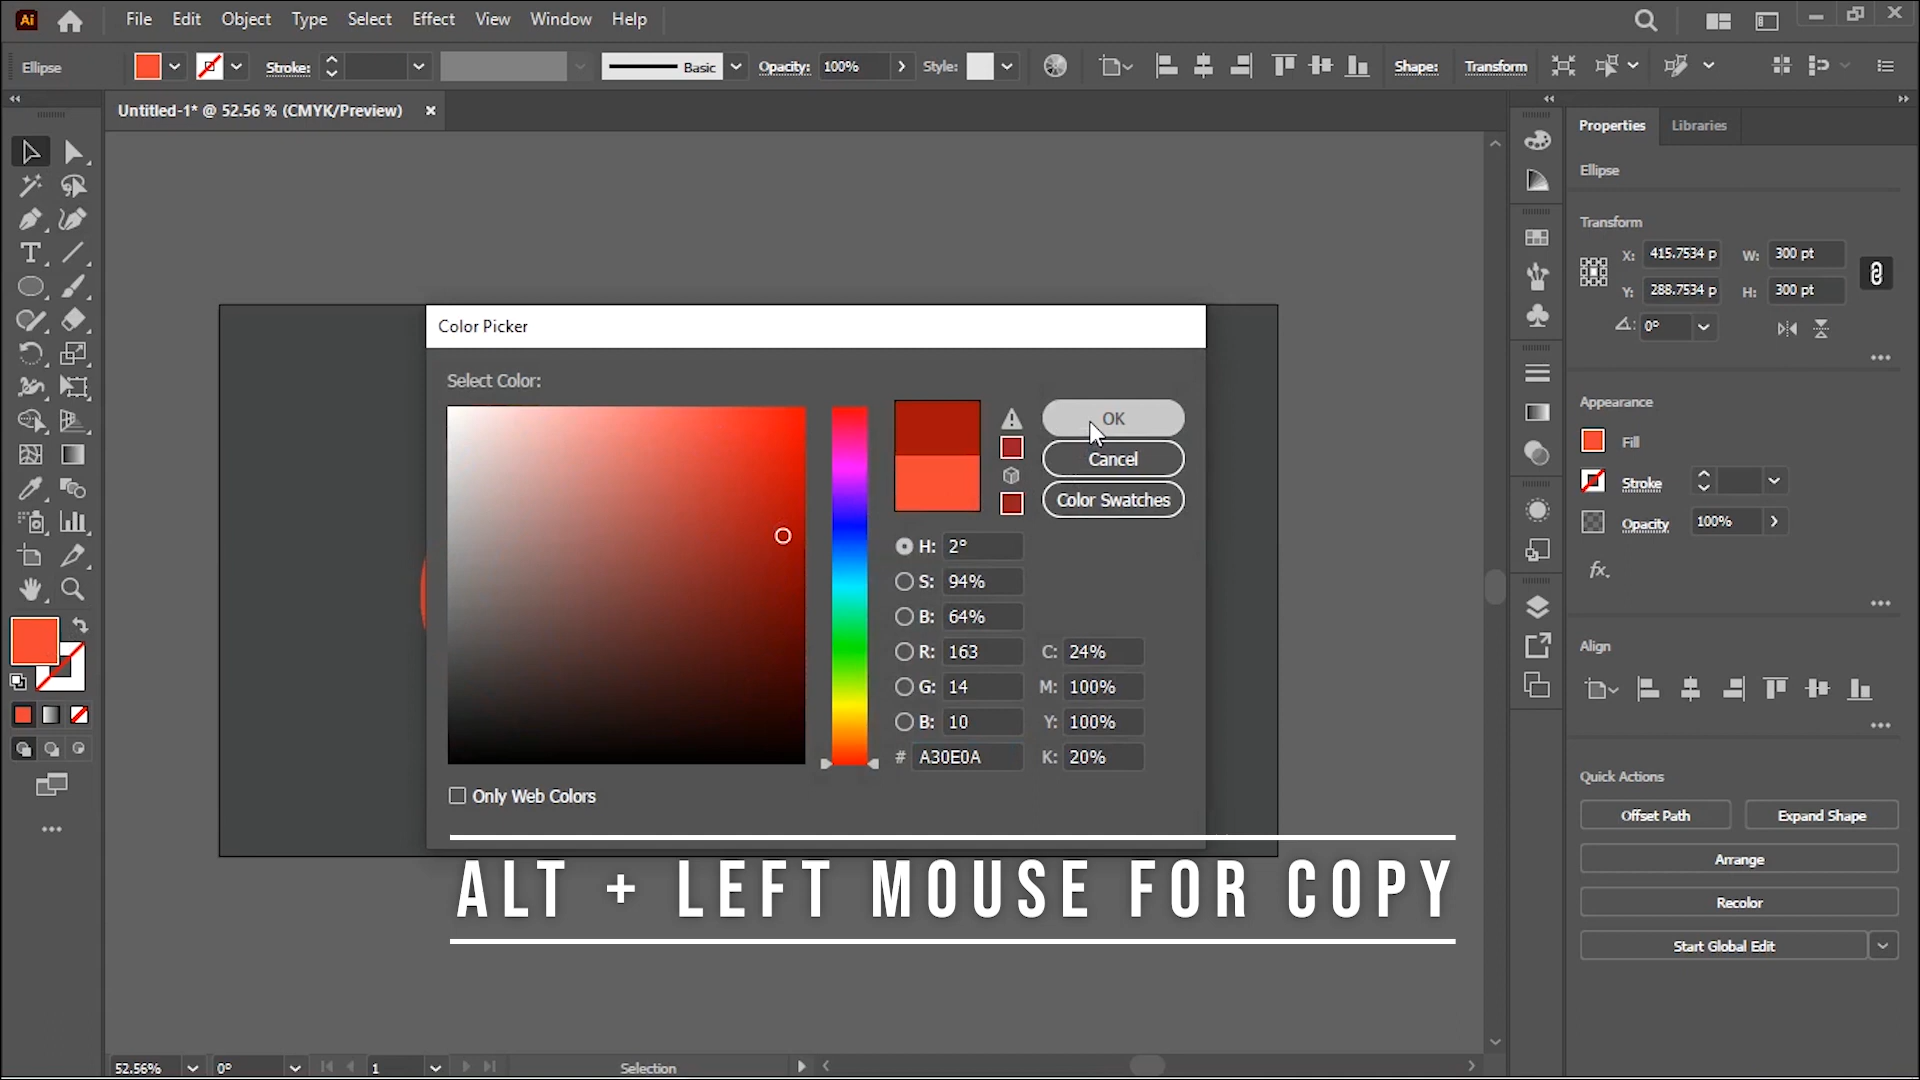 Ai File Edit Object Type Select Effect View Window Help
Ellipse Stroke: Basic Opacity: 100% Style: Shape: Transform
Untitled-1* @ 52.56 % (CMYK/Preview) ×
Properties Libraries
Ellipse
Transform
X: 415.7534 p W: 300 pt
Y: 288.7534 p H: 300 pt
0°
Appearance
Fill
Stroke
Opacity 100%
fx.
Align
Quick Actions
Offset Path Expand Shape
Arrange
Recolor
Start Global Edit
Color Picker
Select Color:
OK
Cancel
Color Swatches
H: 2°
S: 94%
B: 64%
R: 163 C: 24%
G: 14 M: 100%
B: 10 Y: 100%
# A30E0A K: 20%
Only Web Colors
ALT + LEFT MOUSE FOR COPY
52.56% 0° 1 Selection